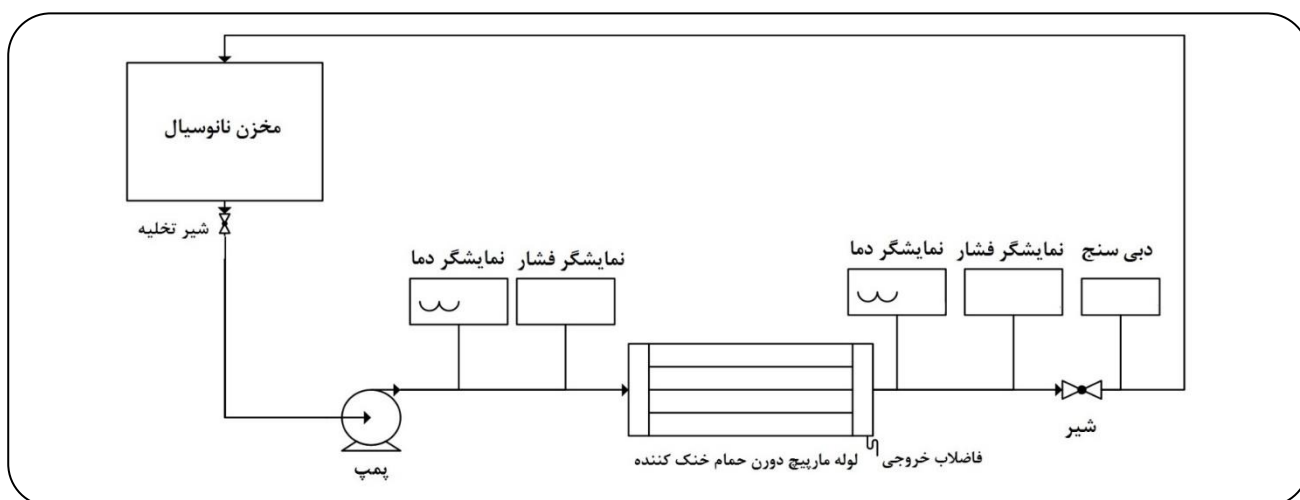 مخزن نانوسیال
شیر تخلیه
نمایشگر دما
نمایشگر فشار
نمایشگر دما
نمایشگر فشار
دبی سنج
پمپ
لوله مارپیچ دورن حمام خنک کننده
فاضلاب خروجی
شیر